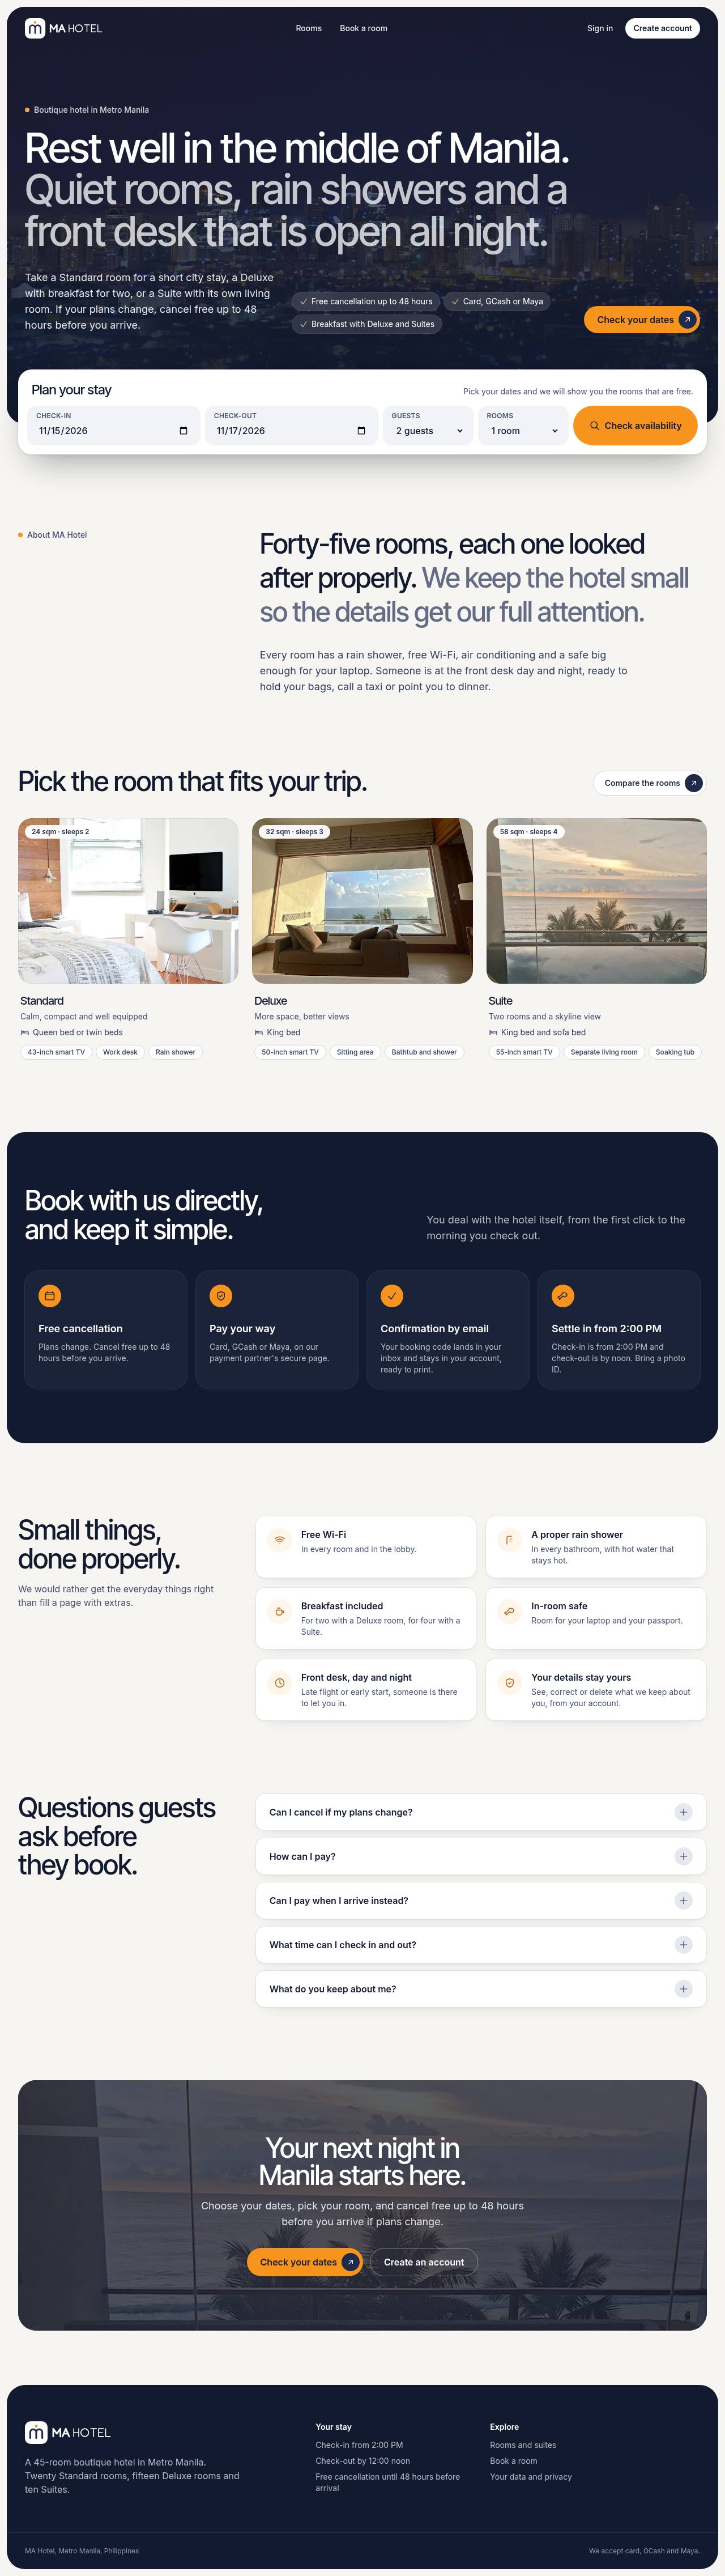 MA HOTEL
Rooms
Book a room
Sign in
Create account
Boutique hotel in Metro Manila
Rest well in the middle of Manila.
Quiet rooms, rain showers and a
front desk that is open all night.
Take a Standard room for a short city stay, a Deluxe
with breakfast for two, or a Suite with its own living
room. If your plans change, cancel free up to 48
hours before you arrive.
Free cancellation up to 48 hours
Card, GCash or Maya
Breakfast with Deluxe and Suites
Check your dates
Plan your stay
Pick your dates and we will show you the rooms that are free.
CHECK-IN
11/15/2026
CHECK-OUT
11/17/2026
GUESTS
2 guests
ROOMS
1 room
Check availability
About MA Hotel
Forty-five rooms, each one looked
after properly. We keep the hotel small
so the details get our full attention.
Every room has a rain shower, free Wi-Fi, air conditioning and a safe big
enough for your laptop. Someone is at the front desk day and night, ready to
hold your bags, call a taxi or point you to dinner.
Pick the room that fits your trip.
Compare the rooms
24 sqm · sleeps 2
Standard
Calm, compact and well equipped
Queen bed or twin beds
43-inch smart TV
Work desk
Rain shower
32 sqm · sleeps 3
Deluxe
More space, better views
King bed
50-inch smart TV
Sitting area
Bathtub and shower
58 sqm · sleeps 4
Suite
Two rooms and a skyline view
King bed and sofa bed
55-inch smart TV
Separate living room
Soaking tub
Book with us directly,
and keep it simple.
You deal with the hotel itself, from the first click to the
morning you check out.
Free cancellation
Plans change. Cancel free up to 48
hours before you arrive.
Pay your way
Card, GCash or Maya, on our
payment partner's secure page.
Confirmation by email
Your booking code lands in your
inbox and stays in your account,
ready to print.
Settle in from 2:00 PM
Check-in is from 2:00 PM and
check-out is by noon. Bring a photo
ID.
Small things,
done properly.
We would rather get the everyday things right
than fill a page with extras.
Free Wi-Fi
In every room and in the lobby.
A proper rain shower
In every bathroom, with hot water that
stays hot.
Breakfast included
For two with a Deluxe room, for four with a
Suite.
In-room safe
Room for your laptop and your passport.
Front desk, day and night
Late flight or early start, someone is there
to let you in.
Your details stay yours
See, correct or delete what we keep about
you, from your account.
Questions guests
ask before
they book.
Can I cancel if my plans change?
How can I pay?
Can I pay when I arrive instead?
What time can I check in and out?
What do you keep about me?
Your next night in
Manila starts here.
Choose your dates, pick your room, and cancel free up to 48 hours
before you arrive if plans change.
Check your dates
Create an account
MA HOTEL
A 45-room boutique hotel in Metro Manila.
Twenty Standard rooms, fifteen Deluxe rooms and
ten Suites.
Your stay
Check-in from 2:00 PM
Check-out by 12:00 noon
Free cancellation until 48 hours before
arrival
Explore
Rooms and suites
Book a room
Your data and privacy
MA Hotel, Metro Manila, Philippines
We accept card, GCash and Maya.